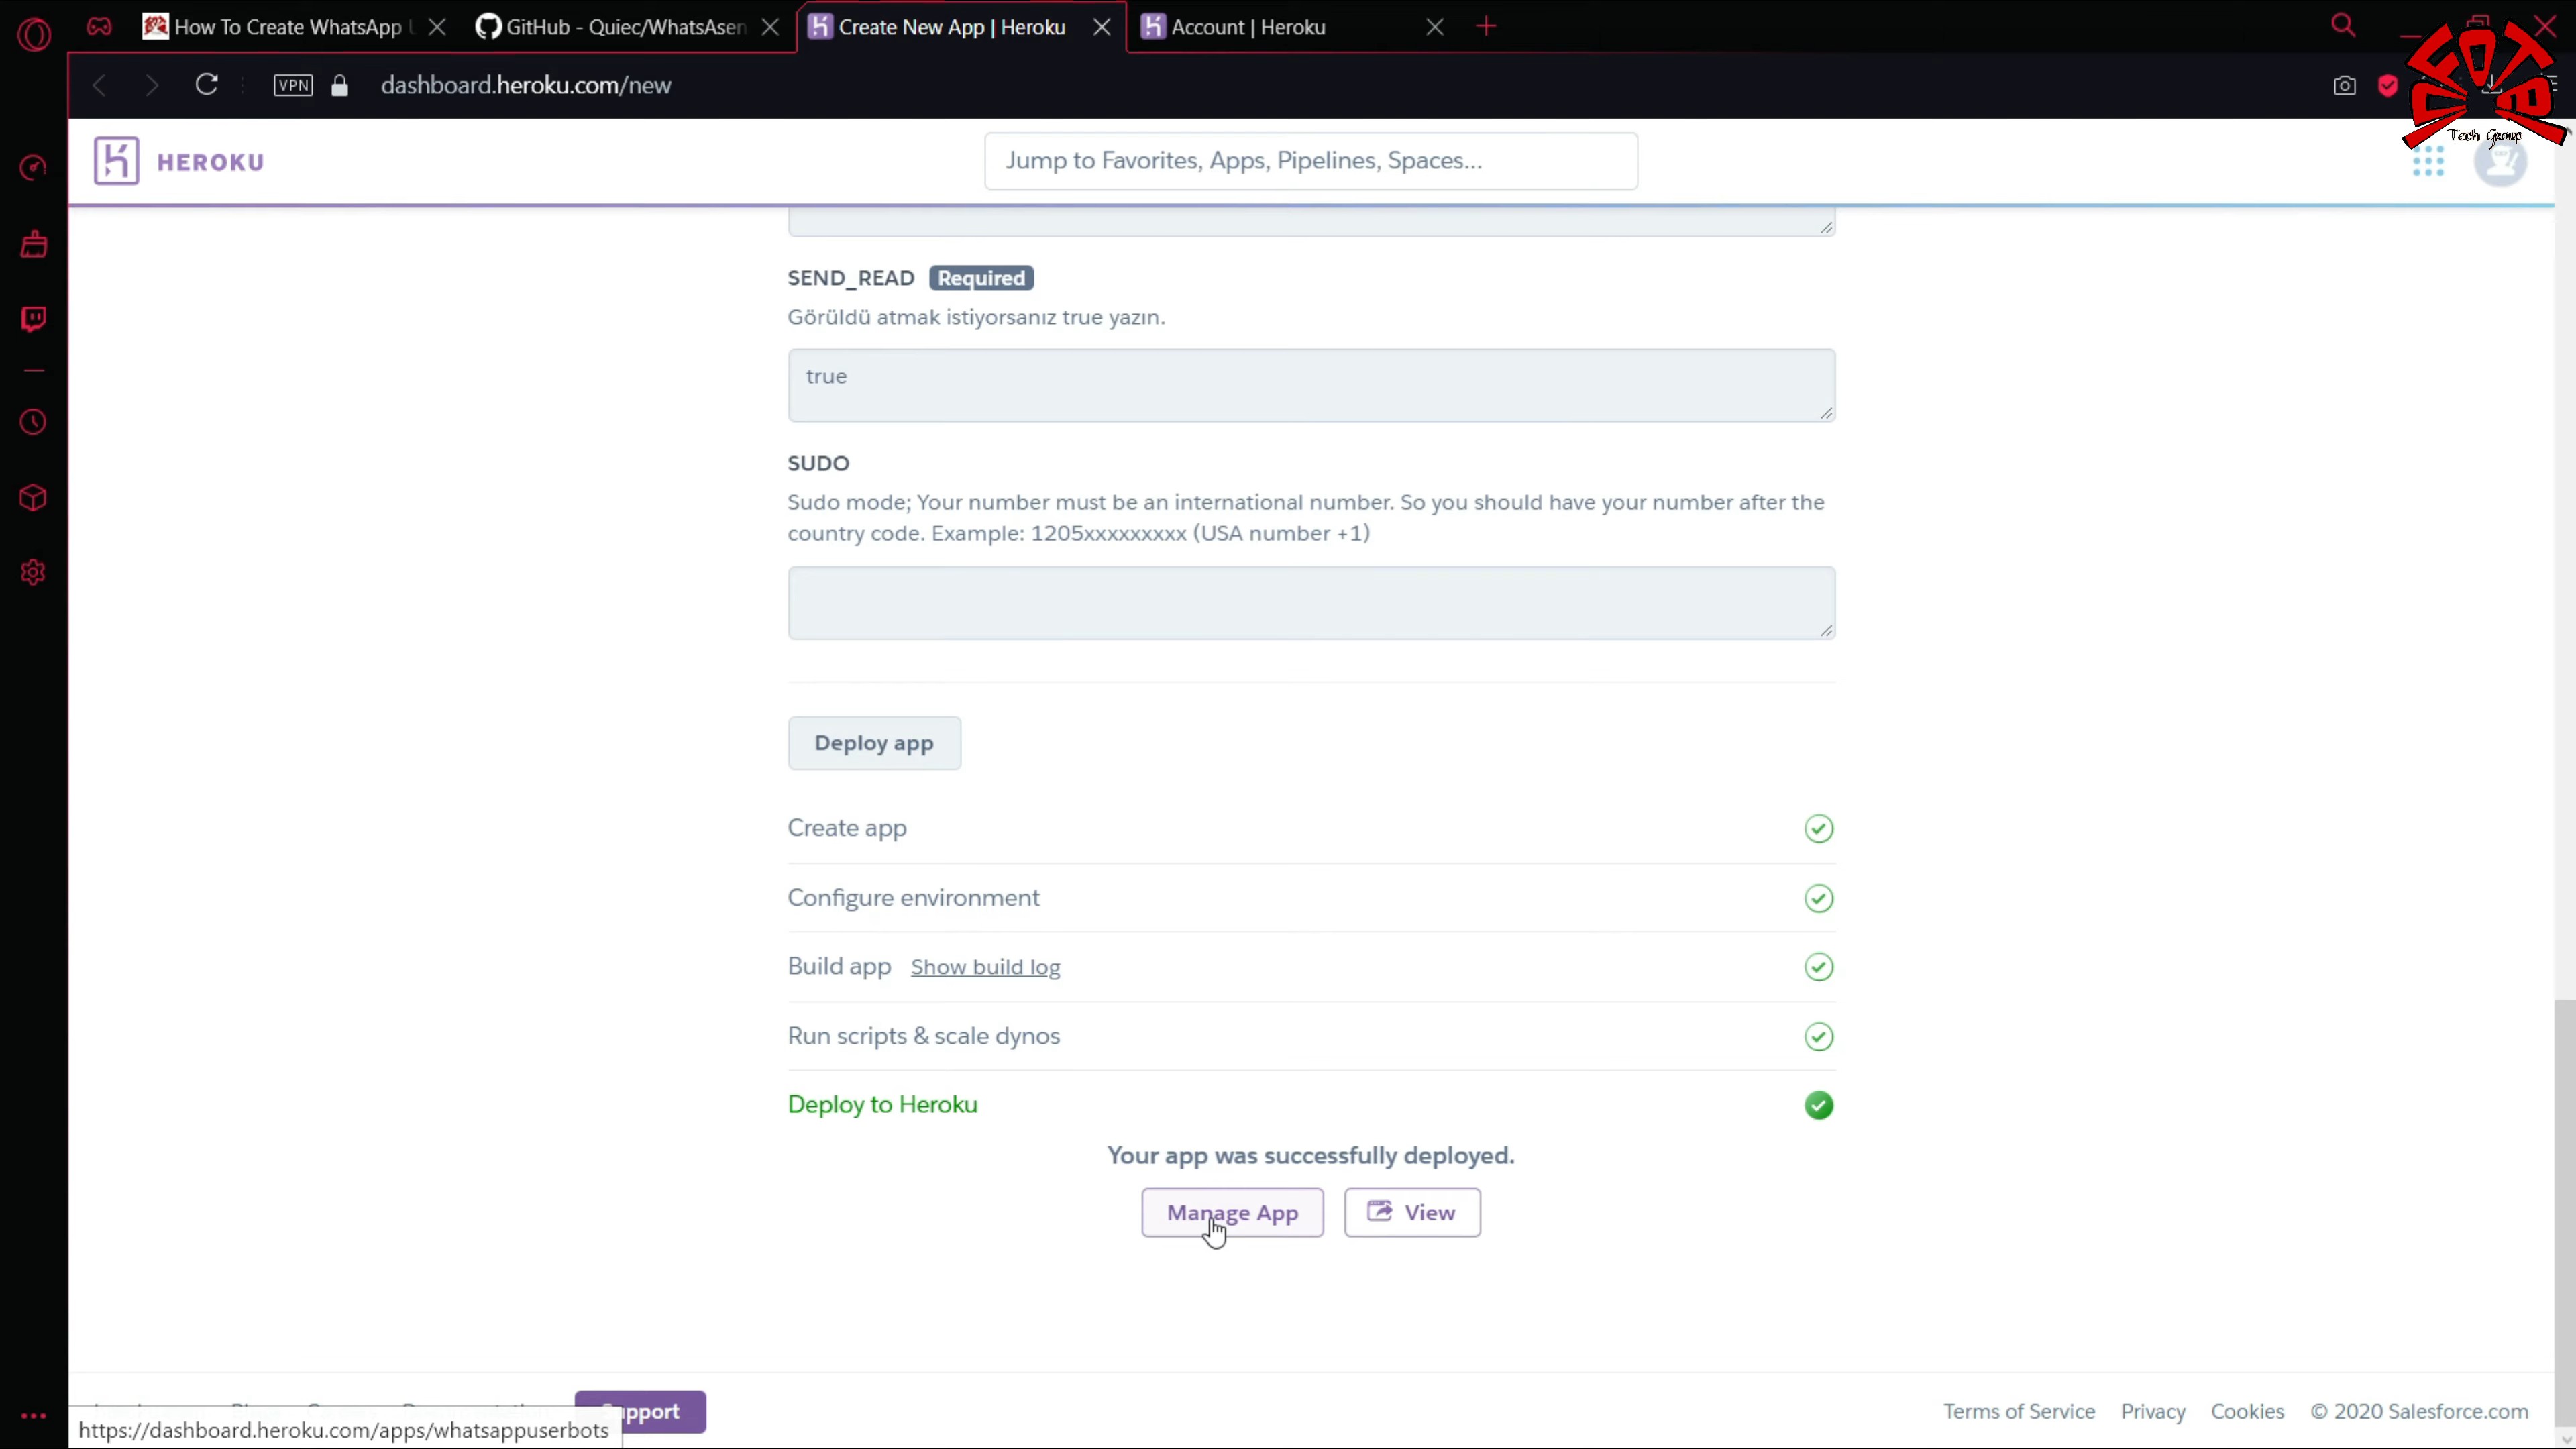 How To Create WhatsApp
GitHub - Quiec/WhatsAsen
Create New App | Heroku
Account | Heroku
VPN
dashboard.heroku.com/new
Tech Group
HEROKU
Jump to Favorites, Apps, Pipelines, Spaces...
SEND_READ Required
Görüldü atmak istiyorsanız true yazın.
true
SUDO
Sudo mode; Your number must be an international number. So you should have your number after the
country code. Example: 1205xxxxxxxxx (USA number +1)
Deploy app
Create app
Configure environment
Build app Show build log
Run scripts & scale dynos
Deploy to Heroku
Your app was successfully deployed.
Manage App
View
Terms of Service Privacy Cookies © 2020 Salesforce.com
https://dashboard.heroku.com/apps/whatsappuserbots